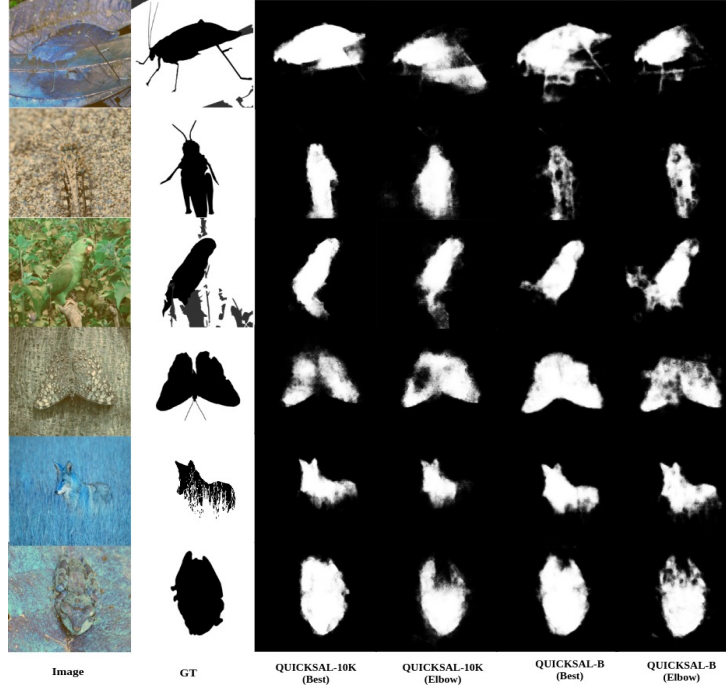 Image
GT
QUICKSAL-10K
(Best)
QUICKSAL-10K
(Elbow)
QUICKSAL-B
(Best)
QUICKSAL-B
(Elbow)